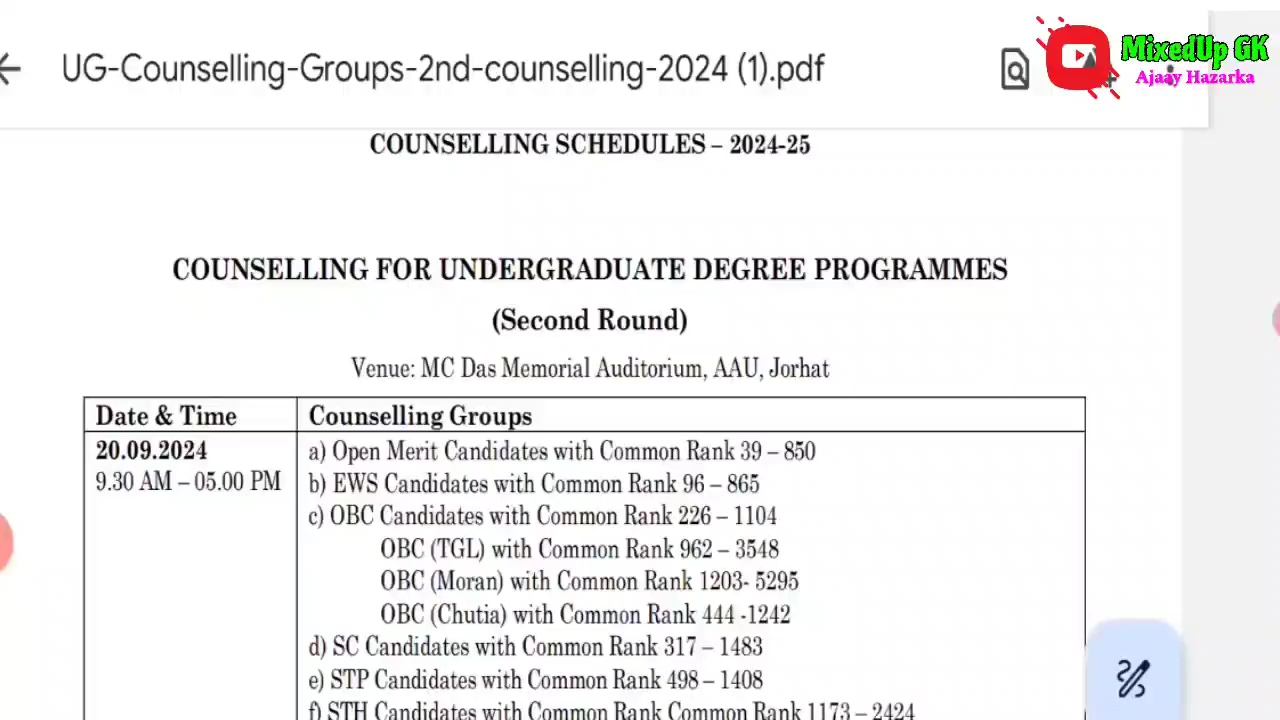 UG-Counselling-Groups-2nd-counselling-2024 (1).pdf
MixedUp GK
Ajaay Hazarka
COUNSELLING SCHEDULES – 2024-25
COUNSELLING FOR UNDERGRADUATE DEGREE PROGRAMMES
(Second Round)
Venue: MC Das Memorial Auditorium, AAU, Jorhat
Date & Time
Counselling Groups
20.09.2024
9.30 AM – 05.00 PM
a) Open Merit Candidates with Common Rank 39 – 850
b) EWS Candidates with Common Rank 96 – 865
c) OBC Candidates with Common Rank 226 – 1104
OBC (TGL) with Common Rank 962 – 3548
OBC (Moran) with Common Rank 1203- 5295
OBC (Chutia) with Common Rank 444 -1242
d) SC Candidates with Common Rank 317 – 1483
e) STP Candidates with Common Rank 498 – 1408
f) STH Candidates with Common Rank Common Rank 1173 – 2424